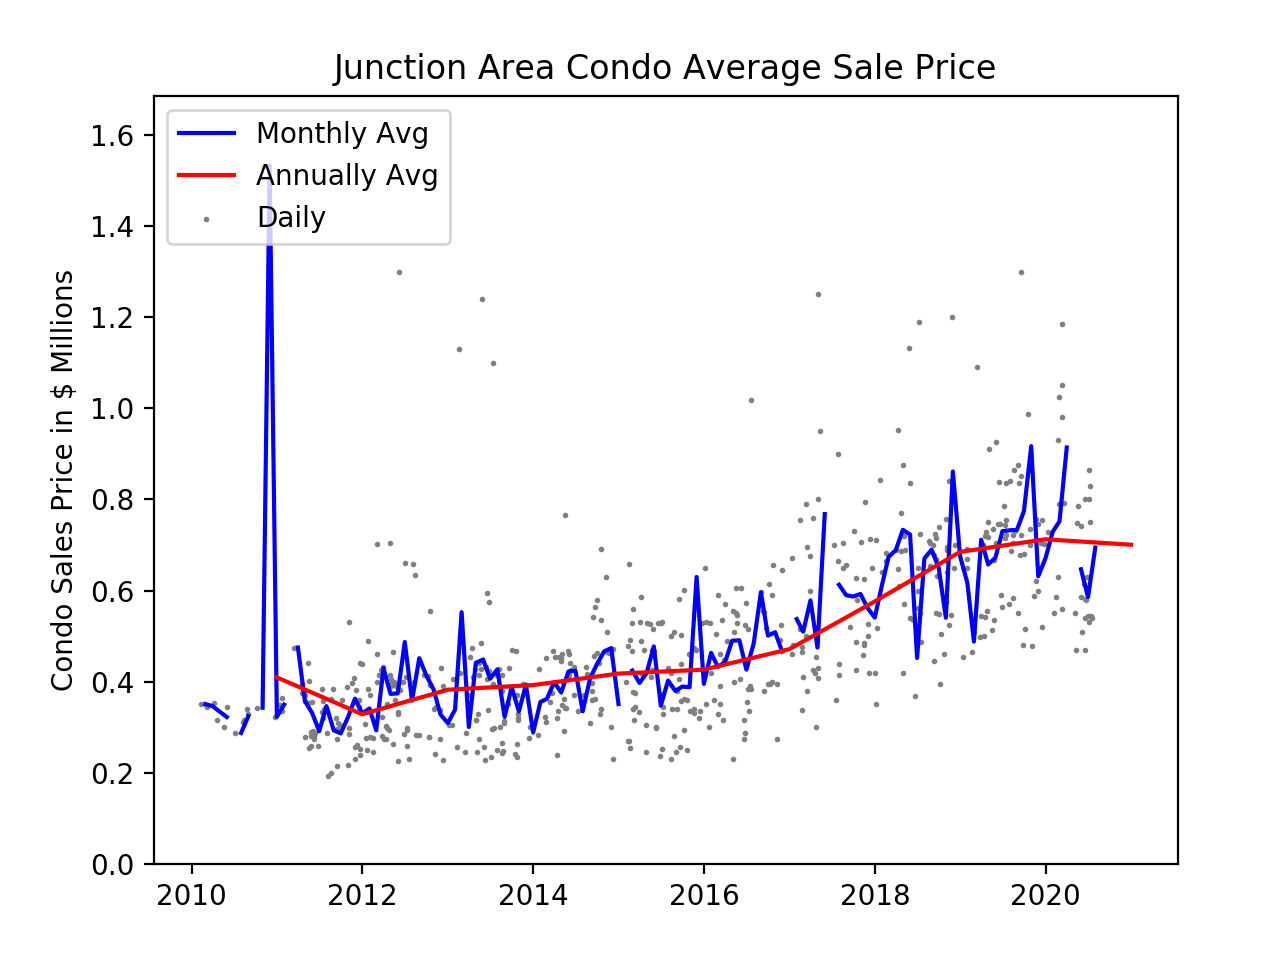 Junction Area Condo Average Sale Price
Monthly Avg
Annually Avg
Daily
Condo Sales Price in $ Millions
1.6
1.4
1.2
1.0
0.8
0.6
0.4
0.2
0.0
2010 2012 2014 2016 2018 2020